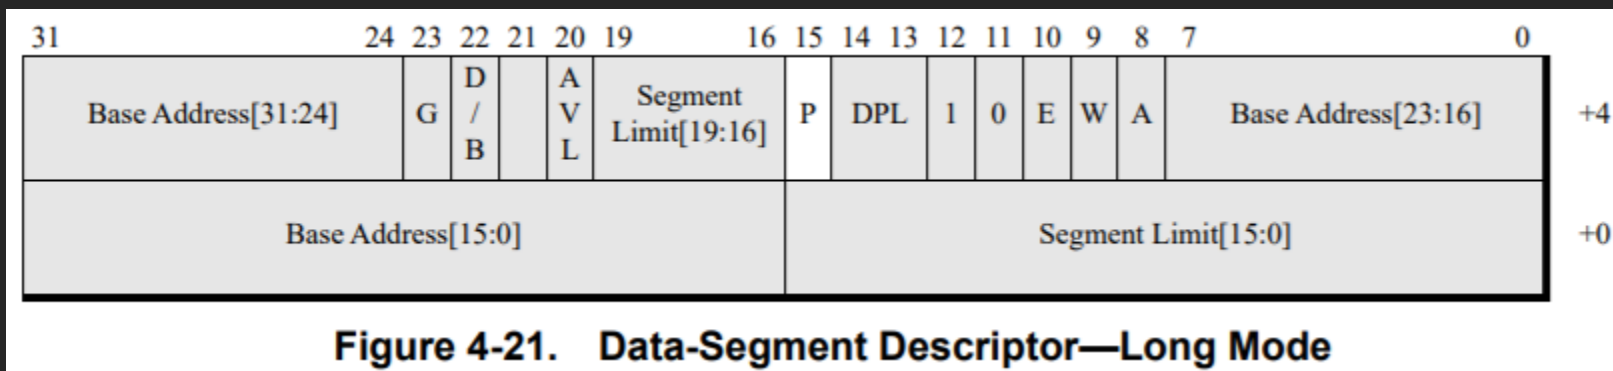 31 24 23 22 21 20 19 16 15 14 13 12 11 10 9 8 7 0
Base Address[31:24] G D/B AVL Segment Limit[19:16] P DPL 1 0 E W A Base Address[23:16] +4
Base Address[15:0] Segment Limit[15:0] +0
Figure 4-21. Data-Segment Descriptor—Long Mode